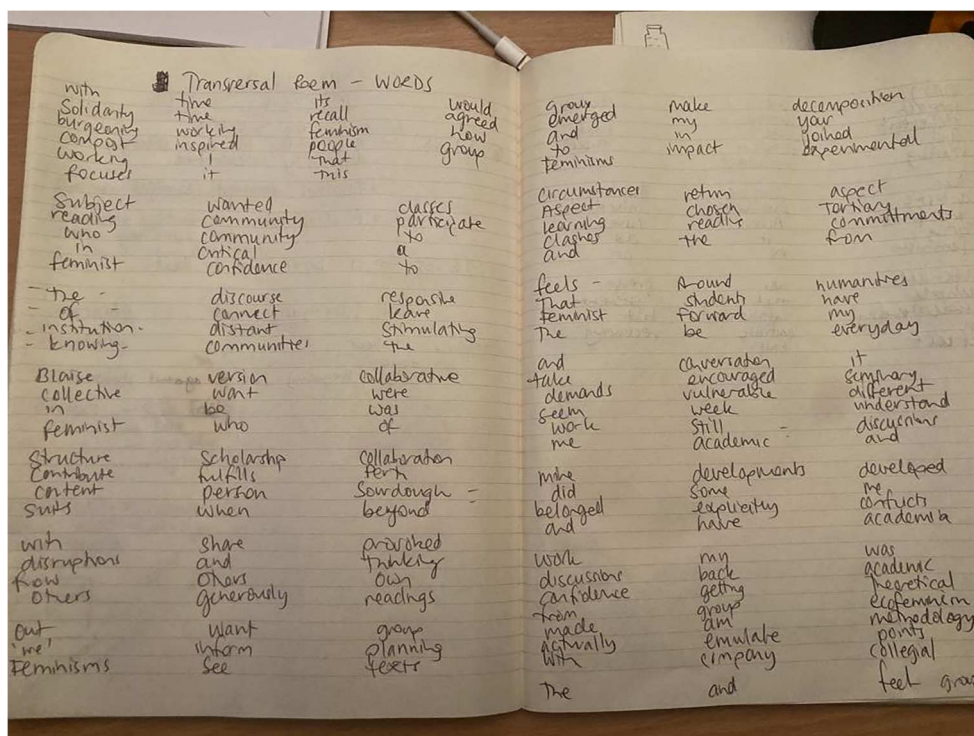 Transversal Poem – WORDS
with time its would
Solidarity time recall agreed
burgeoning working feminism how
compost inspired people group
working I that
focuses it this
Subject wanted classes
reading community participate
who community to
in critical a
feminist confidence to
- the - discourse responsive
- of - connect leave
- institution - distant Stimulating
- knowing - communities the
Blaise version collaborative
collective want were
in be was
feminist who of
Structure Scholarship collaboration
Contribute fulfills Perth
content person Sourdough =
Suits when beyond
with share provoked
disruptions and thinking
from others own
others generously readings
out want group
'we' inform planning
Feminisms See texts
group make decomposition
emerged my your
and in joined
to impact experimental
feminisms
circumstances return aspect
Aspect chosen Tertiary
learning reading committments
clashes the from
and
feels - Around humanities
That students have
feminist forward my
The be everyday
and conversation it
take encouraged
demands vulnerable different
seem week understand
work still - discussions
me academic and
mine developments developed
did some me
belonged explicitly conflicts
and have academia
work my was
discussions back academic
confidence getting theoretical
from group ecofeminism
made am methodology
actually emulate points
with company collegial
The and feel group